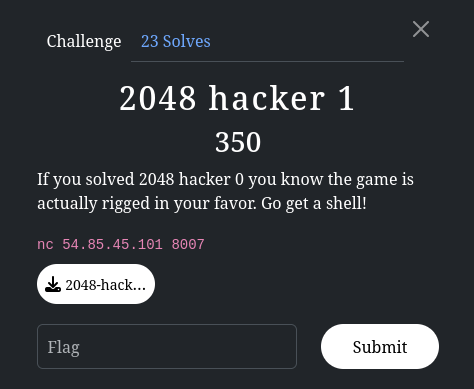 Challenge 23 Solves
2048 hacker 1
350
If you solved 2048 hacker 0 you know the game is
actually rigged in your favor. Go get a shell!
nc 54.85.45.101 8007
2048-hack...
Flag Submit